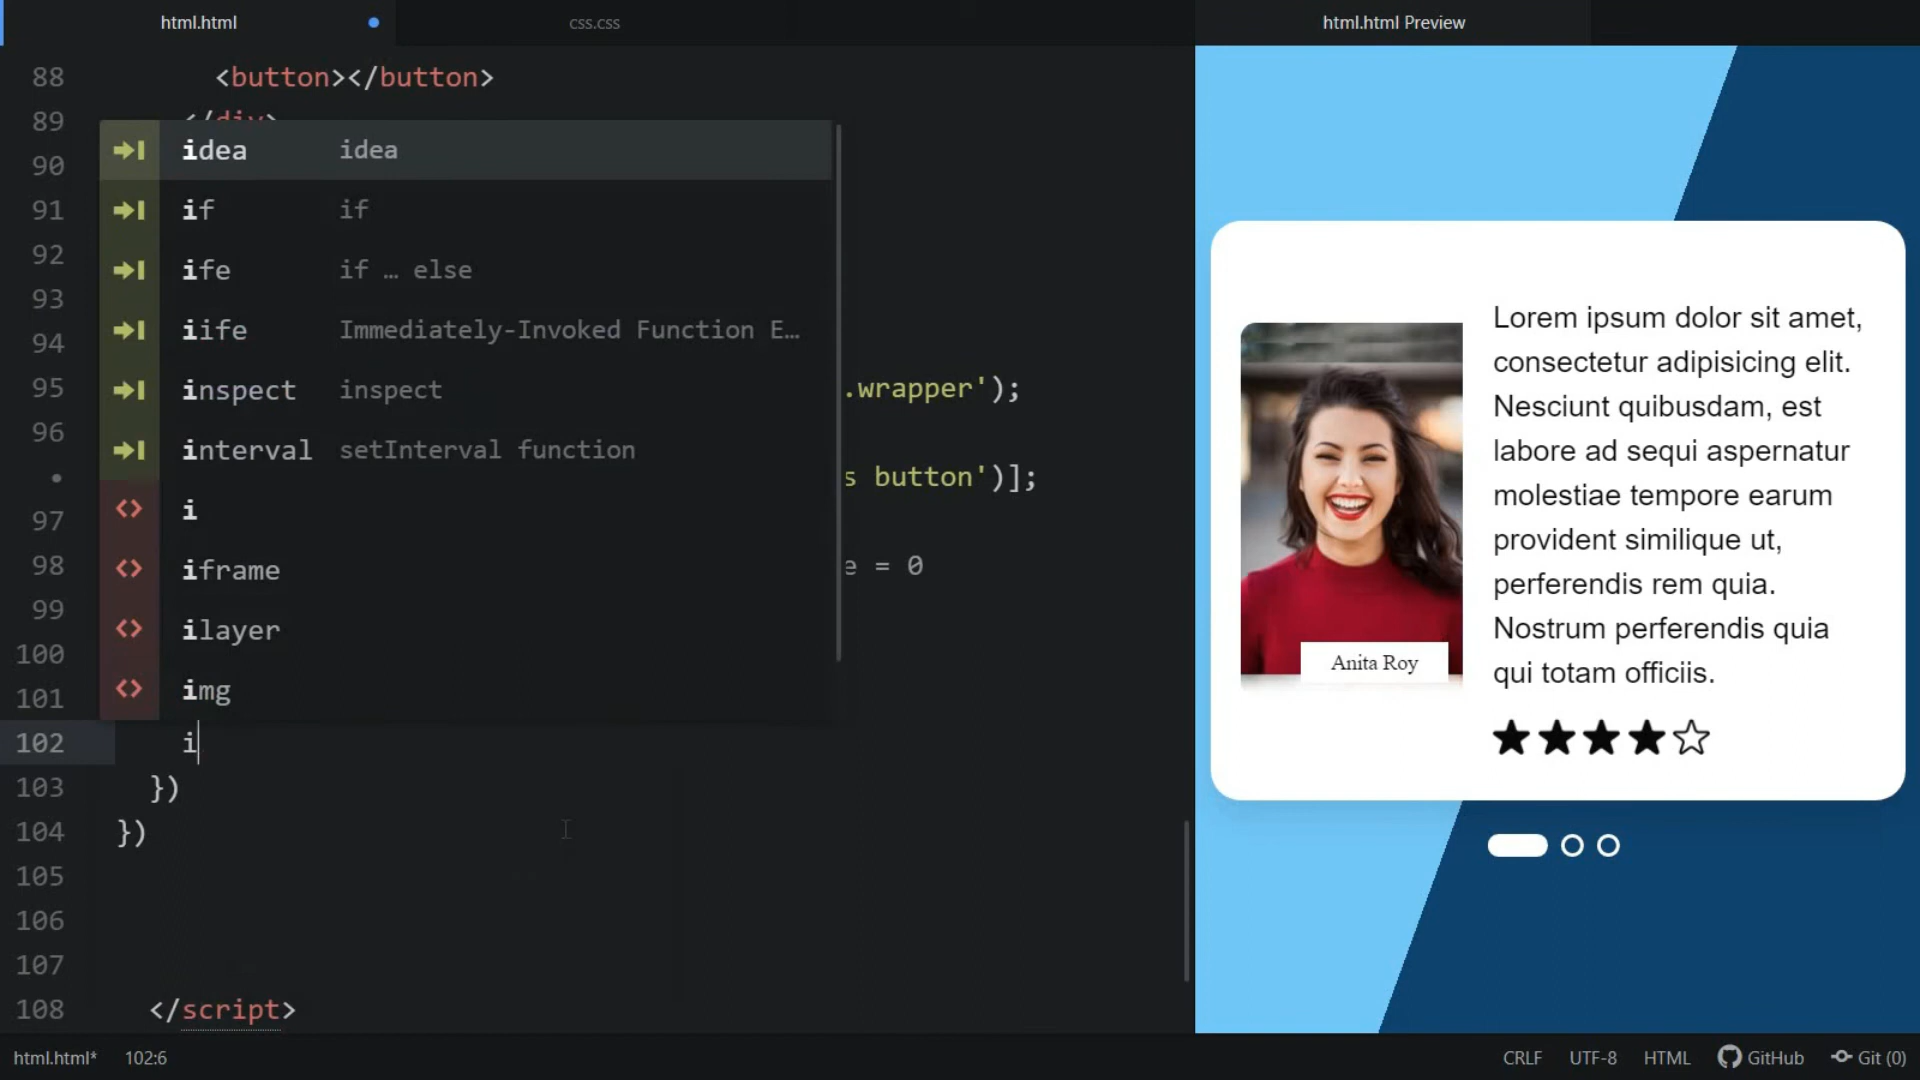 html.html
css.css
html.html Preview
88 <button></button>
89 </div>
90
91
92
93
94
95 .wrapper');
96
s button')];
97
98 e = 0
99
100
101
102 i
103 })
104 })
105
106
107
108 </script>
idea idea
if if
ife if … else
iife Immediately-Invoked Function E…
inspect inspect
interval setInterval function
i
iframe
ilayer
img
Lorem ipsum dolor sit amet,
consectetur adipisicing elit.
Nesciunt quibusdam, est
labore ad sequi aspernatur
molestiae tempore earum
provident similique ut,
perferendis rem quia.
Nostrum perferendis quia
qui totam officiis.
Anita Roy
html.html* 102:6 CRLF UTF-8 HTML GitHub Git (0)